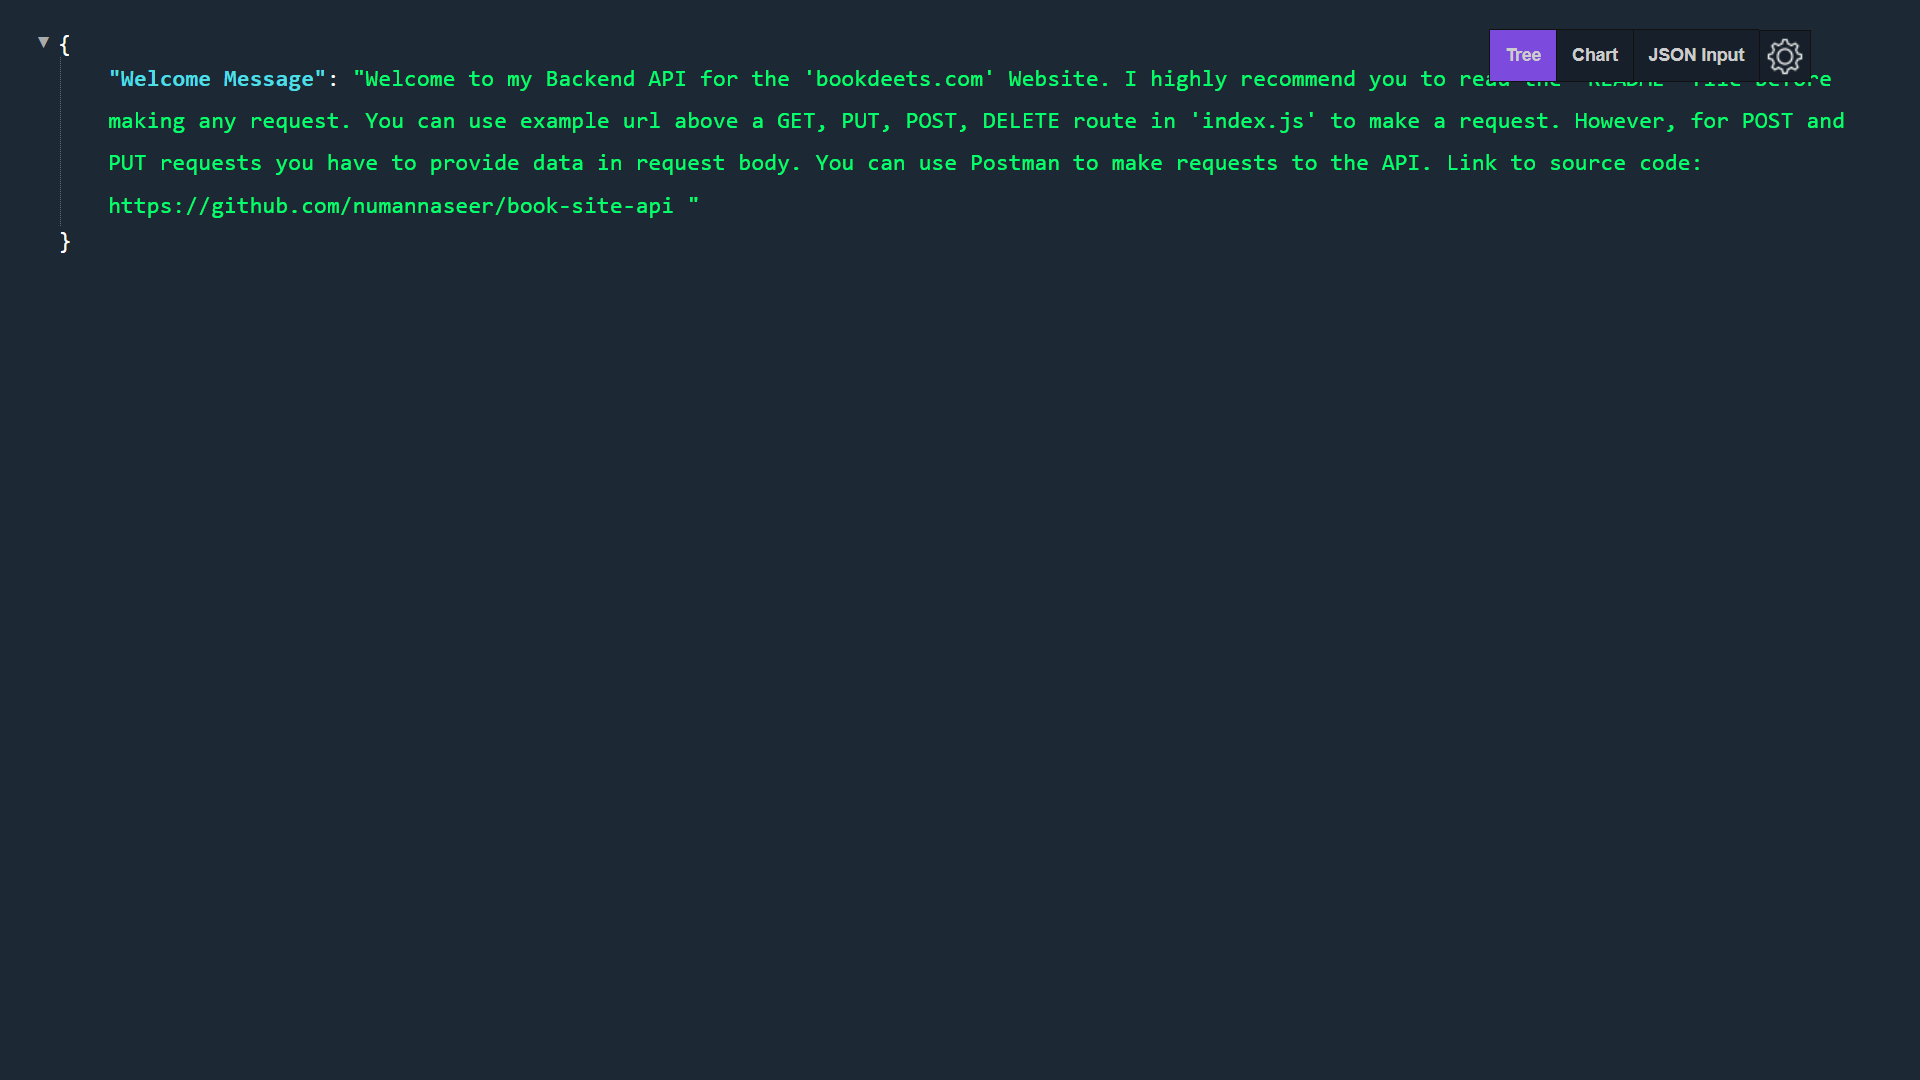 {
Tree Chart JSON Input
"Welcome Message": "Welcome to my Backend API for the 'bookdeets.com' Website. I highly recommend you to read the 'README' file before
making any request. You can use example url above a GET, PUT, POST, DELETE route in 'index.js' to make a request. However, for POST and
PUT requests you have to provide data in request body. You can use Postman to make requests to the API. Link to source code:
https://github.com/numannaseer/book-site-api "
}